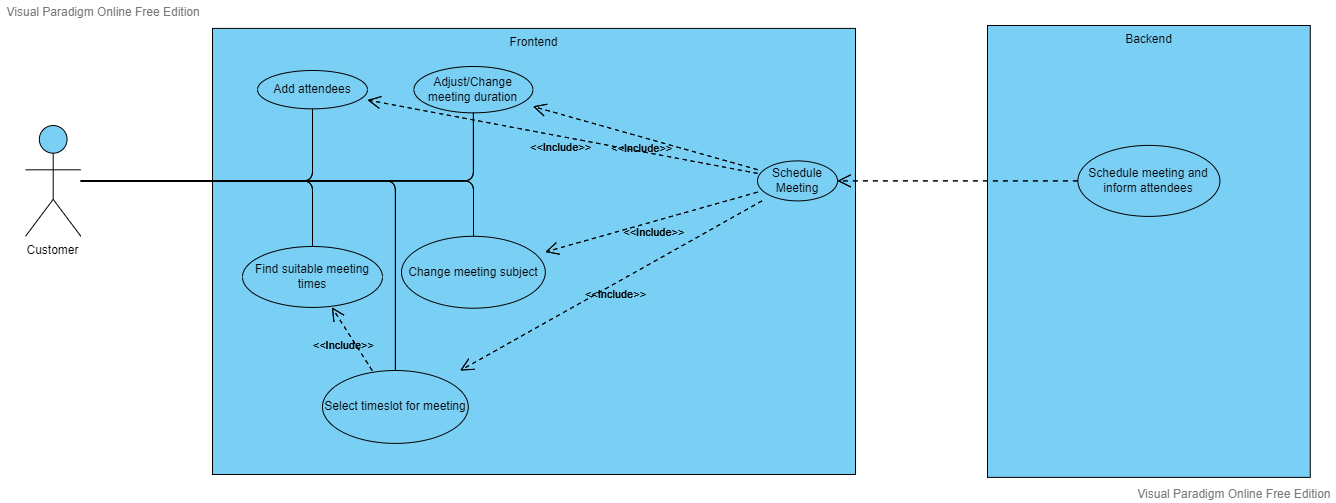 Visual Paradigm Online Free Edition
Frontend
Backend
Add attendees
Adjust/Change
meeting duration
<<Include>>
<<Include>>
Schedule
Meeting
Schedule meeting and
inform attendees
Customer
<<Include>>
Find suitable meeting
times
Change meeting subject
<<Include>>
<<Include>>
Select timeslot for meeting
Visual Paradigm Online Free Edition